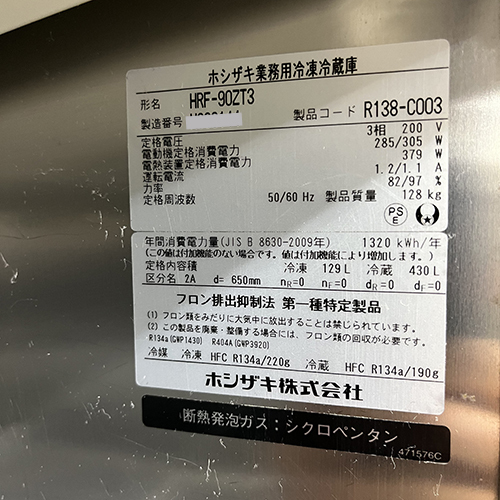 ホシザキ業務用冷凍冷蔵庫
形名 HRF-90ZT3
製造番号 製品コード R138-C003
3相 200 V
定格電圧 285/305 W
電動機定格消費電力 379 W
電熱装置定格消費電力 1.2/1.1 A
運転電流 82/97 %
力率
定格周波数 50/60 Hz 製品質量 128 kg
PS
E
年間消費電力量(JIS B 8630-2009年) 1320 kWh/年
(この値は付加機能のない場合です。値は付加機能により増加します。)
定格内容積 冷凍 129 L 冷蔵 430 L
区分名 2A d= 650mm nR=0 nF=0 dR=0 dF=0
フロン排出抑制法 第一種特定製品
(1) フロン類をみだりに大気中に放出することは禁じられています。
(2) この製品を廃棄・整備する場合には、フロン類の回収が必要です。
R134a(GWP1430) R404A(GWP3920)
冷媒 冷凍 HFC R134a/220g 冷蔵 HFC R134a/190g
ホシザキ株式会社
断熱発泡ガス：シクロペンタン
471576C